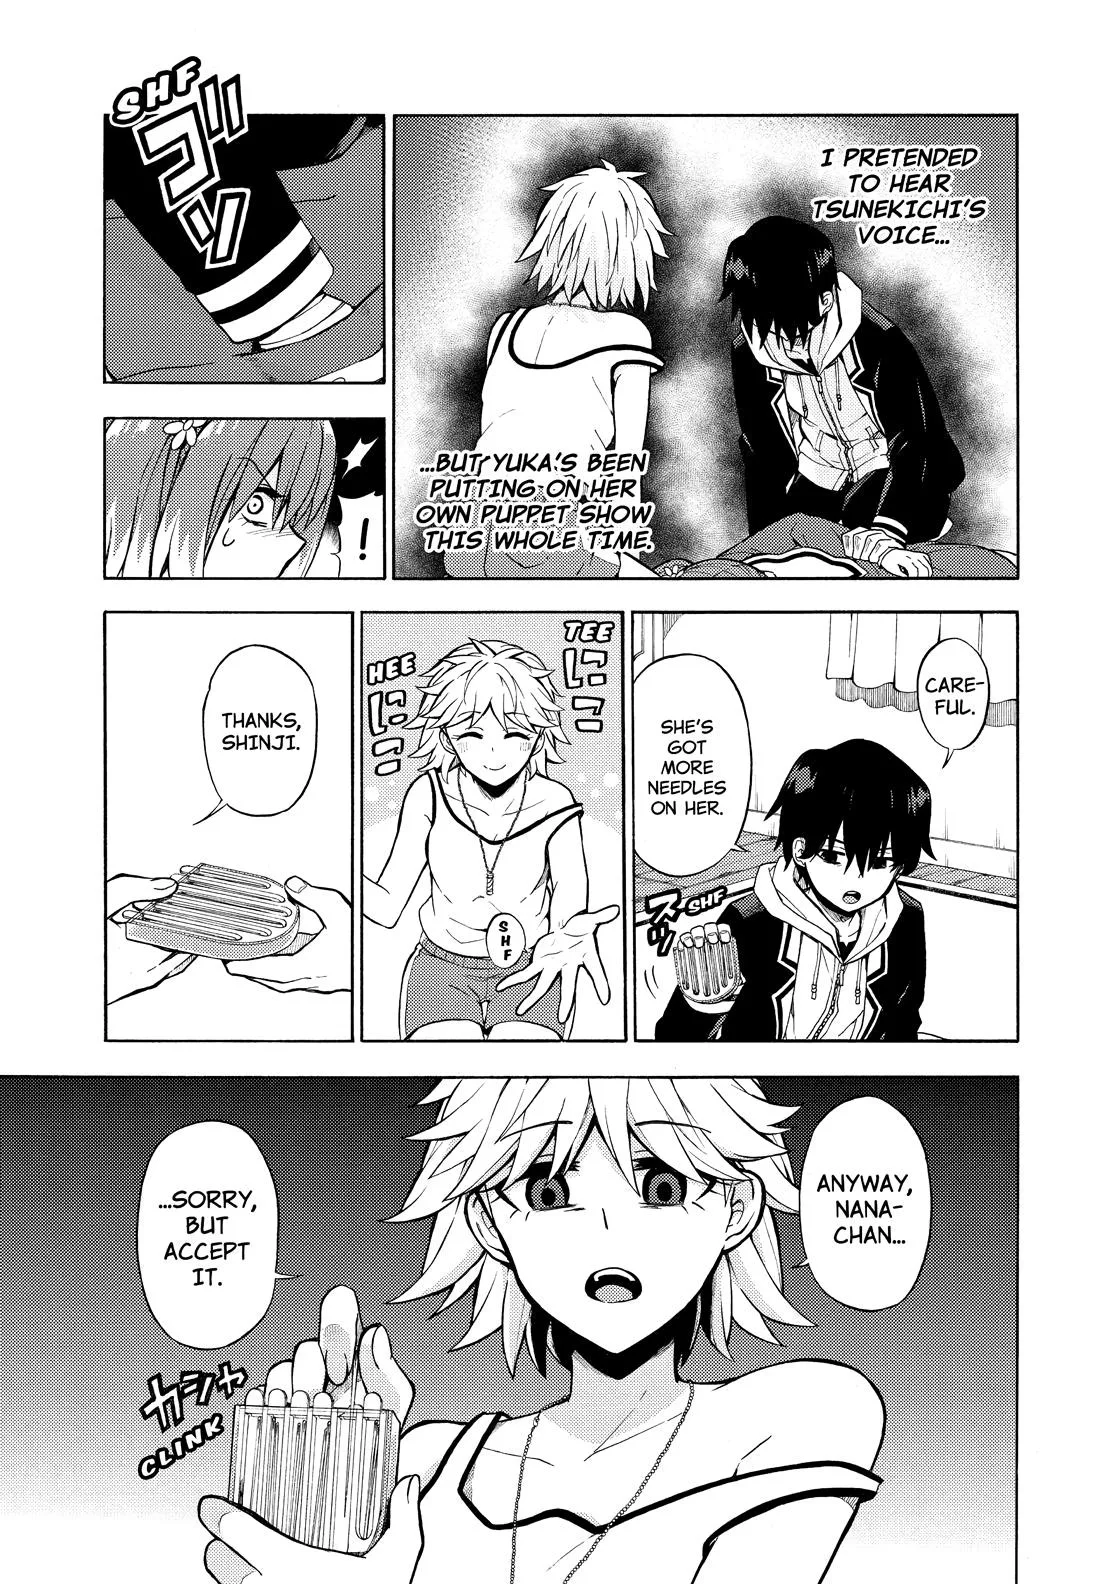 I PRETENDED
TO HEAR
TSUNEKICHI'S
VOICE...
...BUT YUKA'S BEEN
PUTTING ON HER
OWN PUPPET SHOW
THIS WHOLE TIME.
SHF
ゴソッ
!
CARE-
FUL.
SHE'S
GOT
MORE
NEEDLES
ON HER.
SHF
スッ
TEE
にこ
HEE
にこ
SHF
THANKS,
SHINJI.
ANYWAY,
NANA-
CHAN...
...SORRY,
BUT
ACCEPT
IT.
カシャ
CLINK